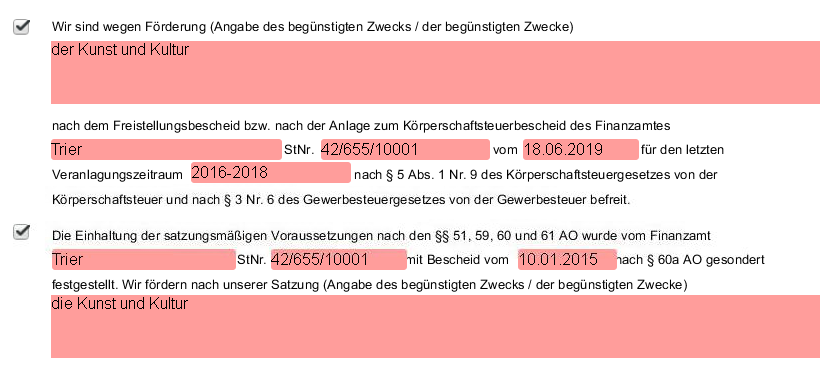 Wir sind wegen Förderung (Angabe des begünstigten Zwecks / der begünstigten Zwecke)
der Kunst und Kultur
nach dem Freistellungsbescheid bzw. nach der Anlage zum Körperschaftsteuerbescheid des Finanzamtes
Trier StNr. 42/655/10001 vom 18.06.2019 für den letzten
Veranlagungszeitraum 2016-2018 nach § 5 Abs. 1 Nr. 9 des Körperschaftsteuergesetzes von der
Körperschaftsteuer und nach § 3 Nr. 6 des Gewerbesteuergesetzes von der Gewerbesteuer befreit.
Die Einhaltung der satzungsmäßigen Voraussetzungen nach den §§ 51, 59, 60 und 61 AO wurde vom Finanzamt
Trier StNr. 42/655/10001 mit Bescheid vom 10.01.2015 nach § 60a AO gesondert
festgestellt. Wir fördern nach unserer Satzung (Angabe des begünstigten Zwecks / der begünstigten Zwecke)
die Kunst und Kultur